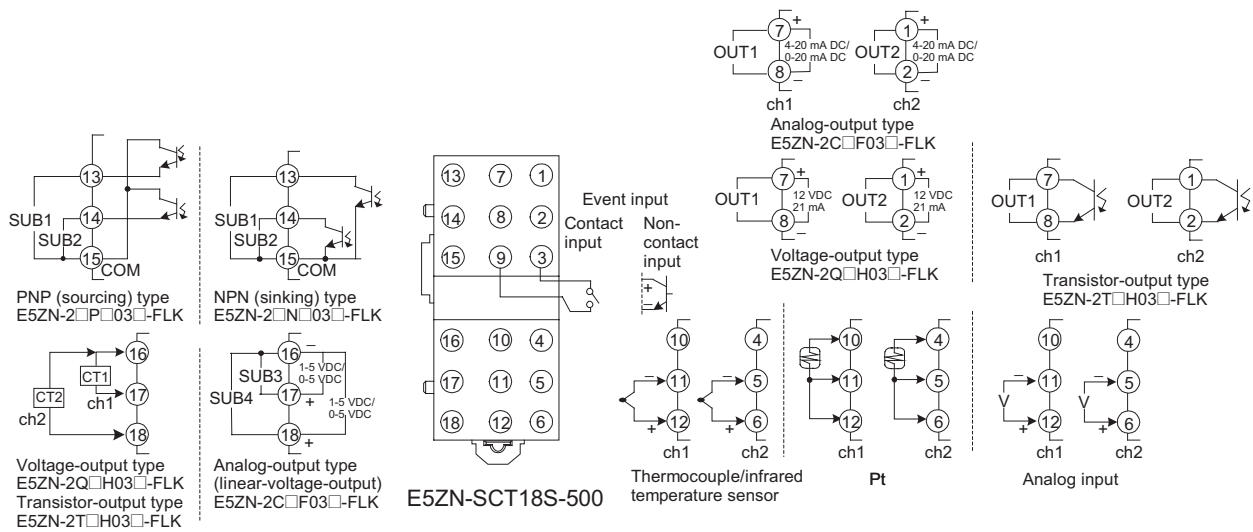 7
+
OUT1
4-20 mA DC/
0-20 mA DC
8
−
ch1
1
+
OUT2
4-20 mA DC/
0-20 mA DC
2
−
ch2
Analog-output type
E5ZN-2C□F03□-FLK
13
14
15
SUB1
SUB2
COM
PNP (sourcing) type
E5ZN-2□P□03□-FLK
13
14
15
SUB1
SUB2
COM
NPN (sinking) type
E5ZN-2□N□03□-FLK
13 7 1
14 8 2
15 9 3
16 10 4
17 11 5
18 12 6
E5ZN-SCT18S-500
Event input
Contact
input
Non-
contact
input
+
−
7
+
OUT1
12 VDC
21 mA
8
−
ch1
1
+
OUT2
12 VDC
21 mA
2
−
ch2
Voltage-output type
E5ZN-2Q□H03□-FLK
7
OUT1
8
ch1
1
OUT2
2
ch2
Transistor-output type
E5ZN-2T□H03□-FLK
16
CT1
CT2
ch1
17
ch2
18
Voltage-output type
E5ZN-2Q□H03□-FLK
Transistor-output type
E5ZN-2T□H03□-FLK
16
−
SUB3
1-5 VDC/
0-5 VDC
17
+
SUB4
1-5 VDC/
0-5 VDC
18
+
Analog-output type
(linear-voltage-output)
E5ZN-2C□F03□-FLK
10
−
11
+
12
ch1
4
−
5
+
6
ch2
Thermocouple/infrared
temperature sensor
10
11
12
ch1
4
5
6
ch2
Pt
10
−
11
V
+
12
ch1
4
−
5
V
+
6
ch2
Analog input